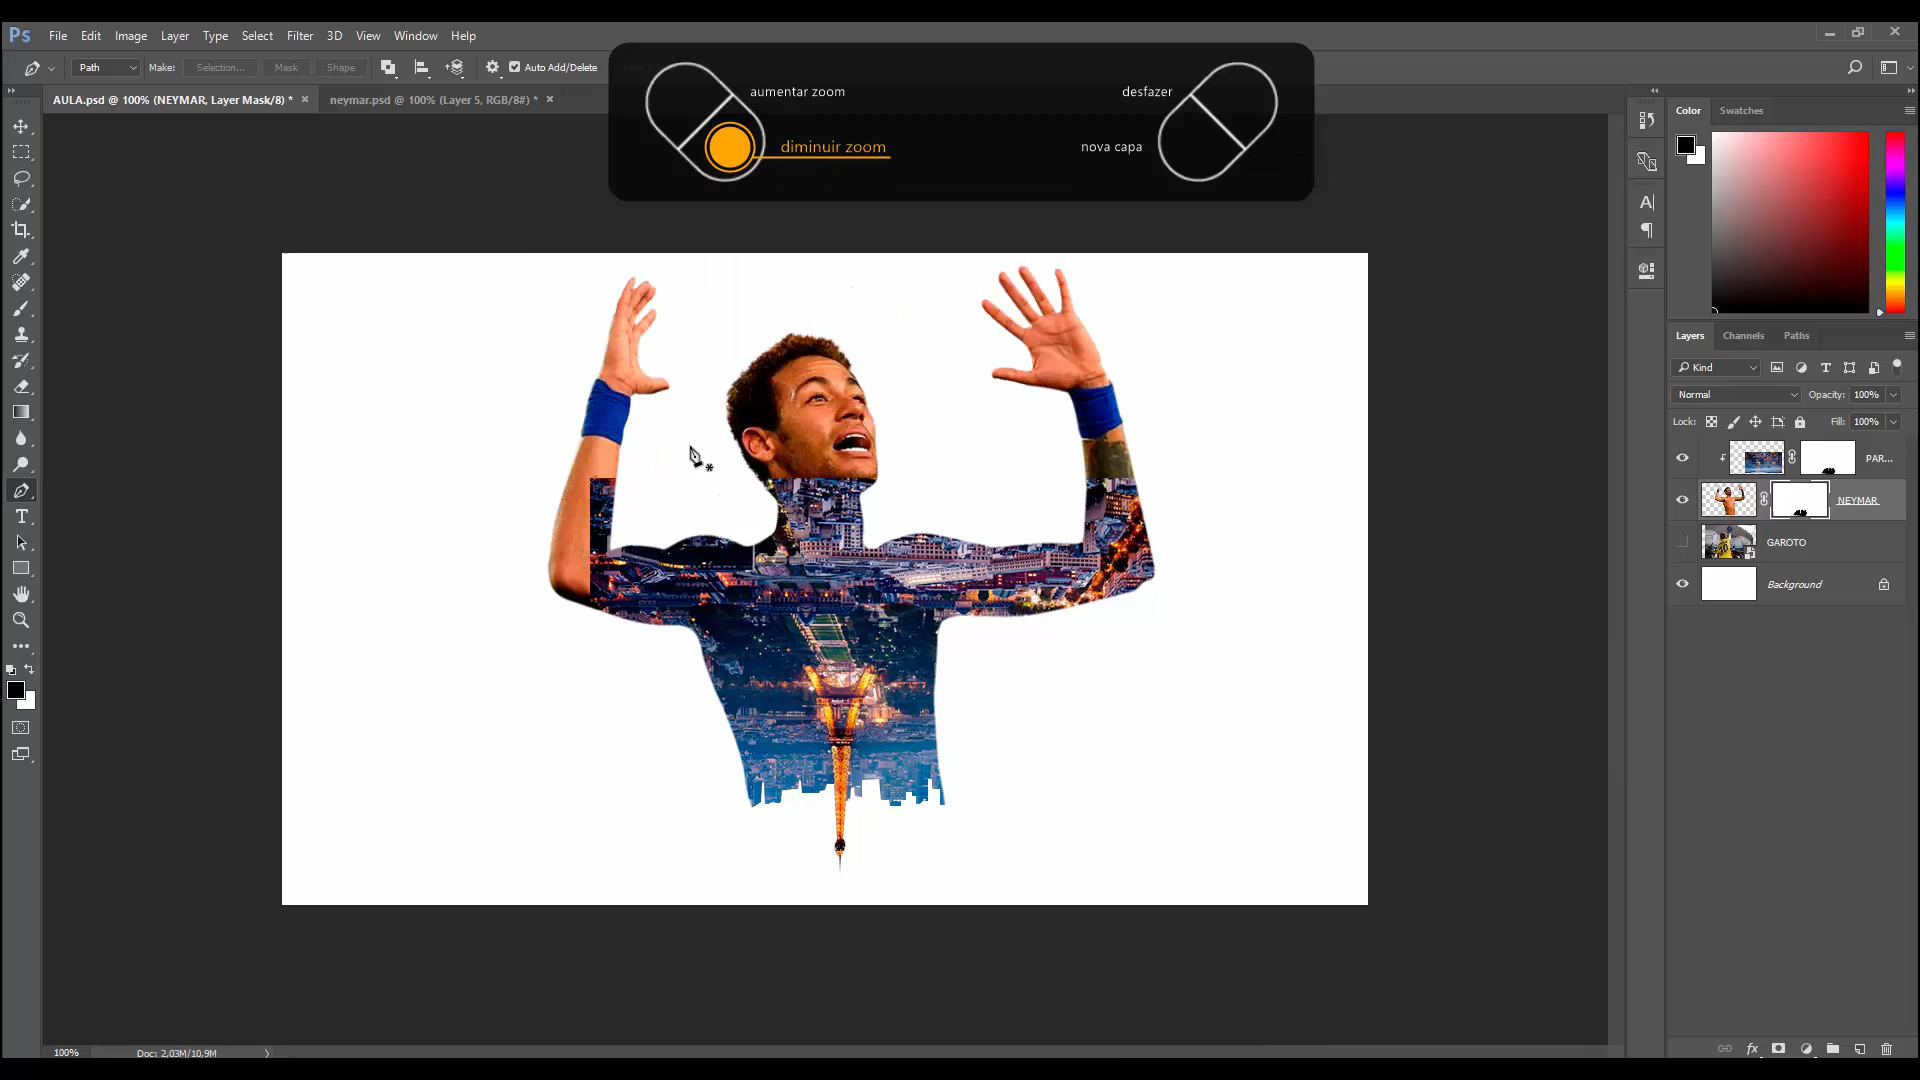 Ps File Edit Image Layer Type Select Filter 3D View Window Help
Path Make: Selection... Mask Shape Auto Add/Delete
aumentar zoom desfazer
diminuir zoom nova capa
AULA.psd @ 100% (NEYMAR, Layer Mask/8) * × neymar.psd @ 100% (Layer 5, RGB/8#) * ×
Color Swatches
Layers Channels Paths
Kind
Normal Opacity: 100%
Lock: Fill: 100%
PAR...
NEYMAR
GAROTO
Background
100% Doc: 2,03M/10,9M